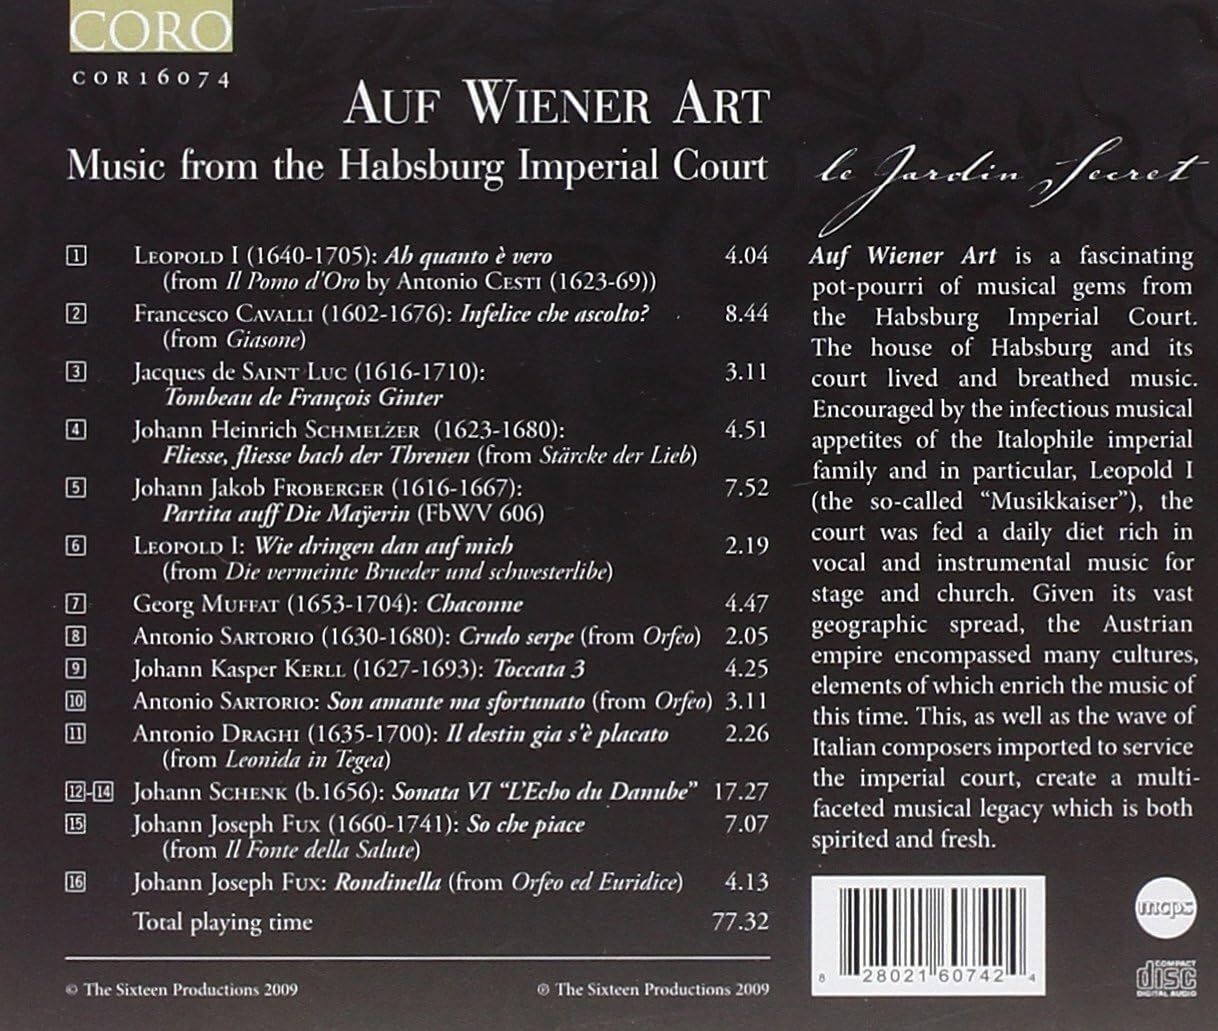 CORO
COR16074
AUF WIENER ART
Music from the Habsburg Imperial Court
1 LEOPOLD I (1640-1705): Ah quanto è vero 4.04
(from Il Pomo d'Oro by Antonio CESTI (1623-69))
2 Francesco CAVALLI (1602-1676): Infelice che ascolto? 8.44
(from Giasone)
3 Jacques de SAINT LUC (1616-1710): 3.11
Tombeau de François Ginter
4 Johann Heinrich SCHMELZER (1623-1680): 4.51
Fliesse, fliesse bach der Threnen (from Stärcke der Lieb)
5 Johann Jakob FROBERGER (1616-1667): 7.52
Partita auff Die Maÿerin (FbWV 606)
6 LEOPOLD I: Wie dringen dan auf mich 2.19
(from Die vermeinte Brueder und schwesterlibe)
7 Georg MUFFAT (1653-1704): Chaconne 4.47
8 Antonio SARTORIO (1630-1680): Crudo serpe (from Orfeo) 2.05
9 Johann Kasper KERLL (1627-1693): Toccata 3 4.25
10 Antonio SARTORIO: Son amante ma sfortunato (from Orfeo) 3.11
11 Antonio DRAGHI (1635-1700): Il destin gia s'è placato 2.26
(from Leonida in Tegea)
12-14 Johann SCHENK (b.1656): Sonata VI "L'Echo du Danube" 17.27
15 Johann Joseph FUX (1660-1741): So che piace 7.07
(from Il Fonte della Salute)
16 Johann Joseph FUX: Rondinella (from Orfeo ed Euridice) 4.13
Total playing time 77.32
© The Sixteen Productions 2009 ℗ The Sixteen Productions 2009
le Jardin Secret
Auf Wiener Art is a fascinating
pot-pourri of musical gems from
the Habsburg Imperial Court.
The house of Habsburg and its
court lived and breathed music.
Encouraged by the infectious musical
appetites of the Italophile imperial
family and in particular, Leopold I
(the so-called "Musikkaiser"), the
court was fed a daily diet rich in
vocal and instrumental music for
stage and church. Given its vast
geographic spread, the Austrian
empire encompassed many cultures,
elements of which enrich the music of
this time. This, as well as the wave of
Italian composers imported to service
the imperial court, create a multi-
faceted musical legacy which is both
spirited and fresh.
8 28021 60742 4
mcps
COMPACT
disc
DIGITAL AUDIO